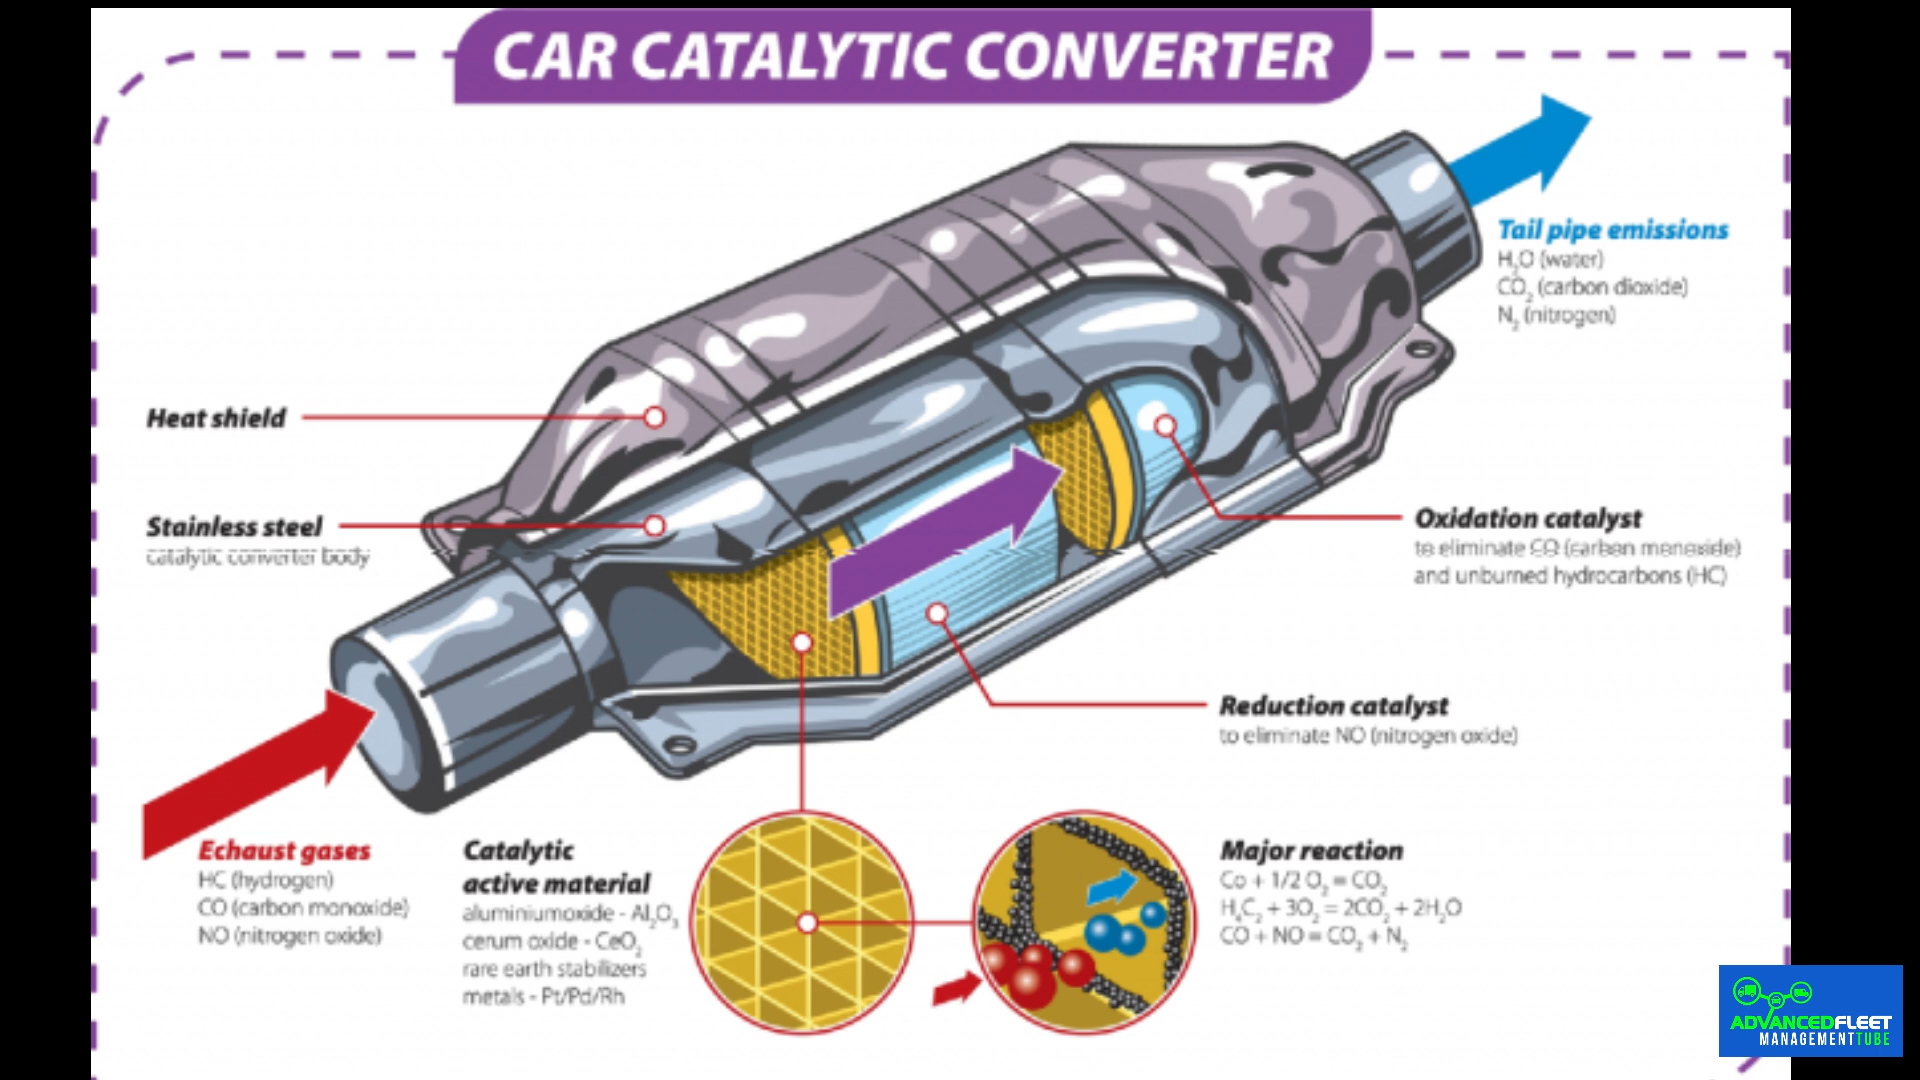 CAR CATALYTIC CONVERTER
Tail pipe emissions
H₂O (water)
CO₂ (carbon dioxide)
N₂ (nitrogen)
Heat shield
Stainless steel
catalytic converter body
Oxidation catalyst
to eliminate CO (carbon monoxide)
and unburned hydrocarbons (HC)
Reduction catalyst
to eliminate NO (nitrogen oxide)
Echaust gases
HC (hydrogen)
CO (carbon monoxide)
NO (nitrogen oxide)
Catalytic
active material
aluminiumoxide - Al₂O₃
cerum oxide - CeO₂
rare earth stabilizers
metals - Pt/Pd/Rh
Major reaction
Co + 1/2 O₂ = CO₂
H₄C₂ + 3O₂ = 2CO₂ + 2H₂O
CO + NO = CO₂ + N₂
ADVANCEDFLEET
MANAGEMENTTUBE